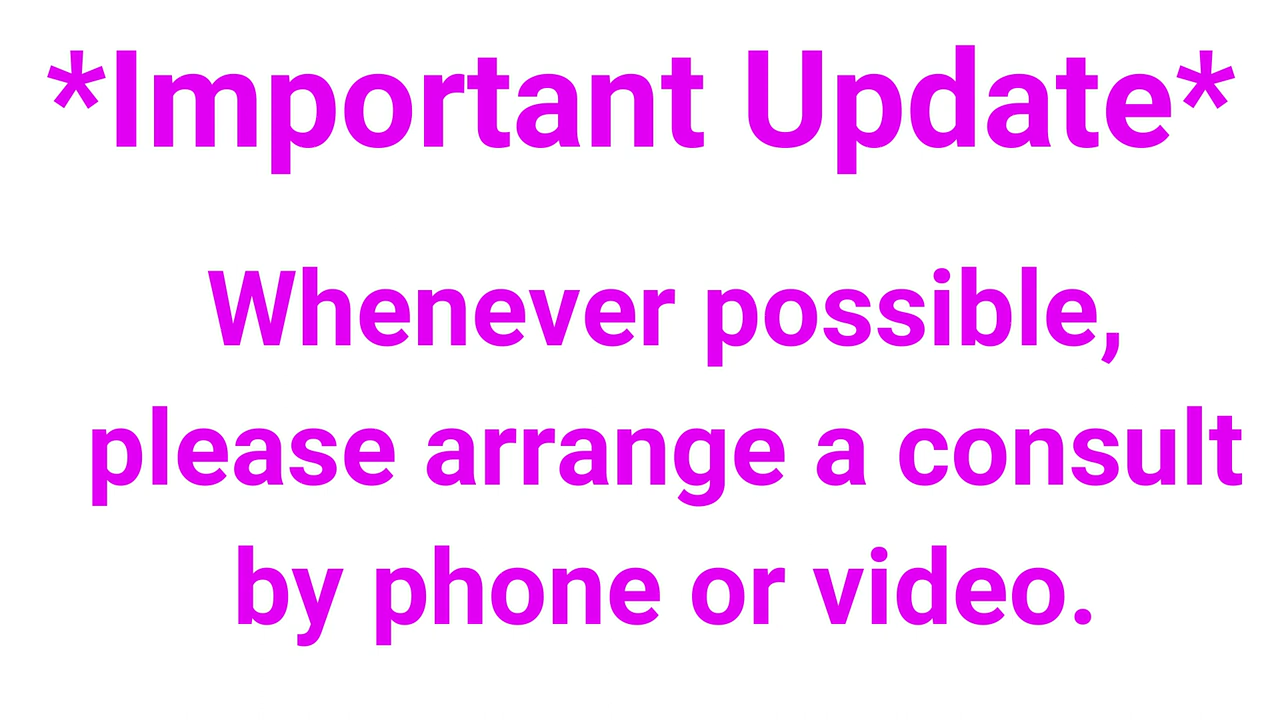 *Important Update*
Whenever possible,
please arrange a consult
by phone or video.